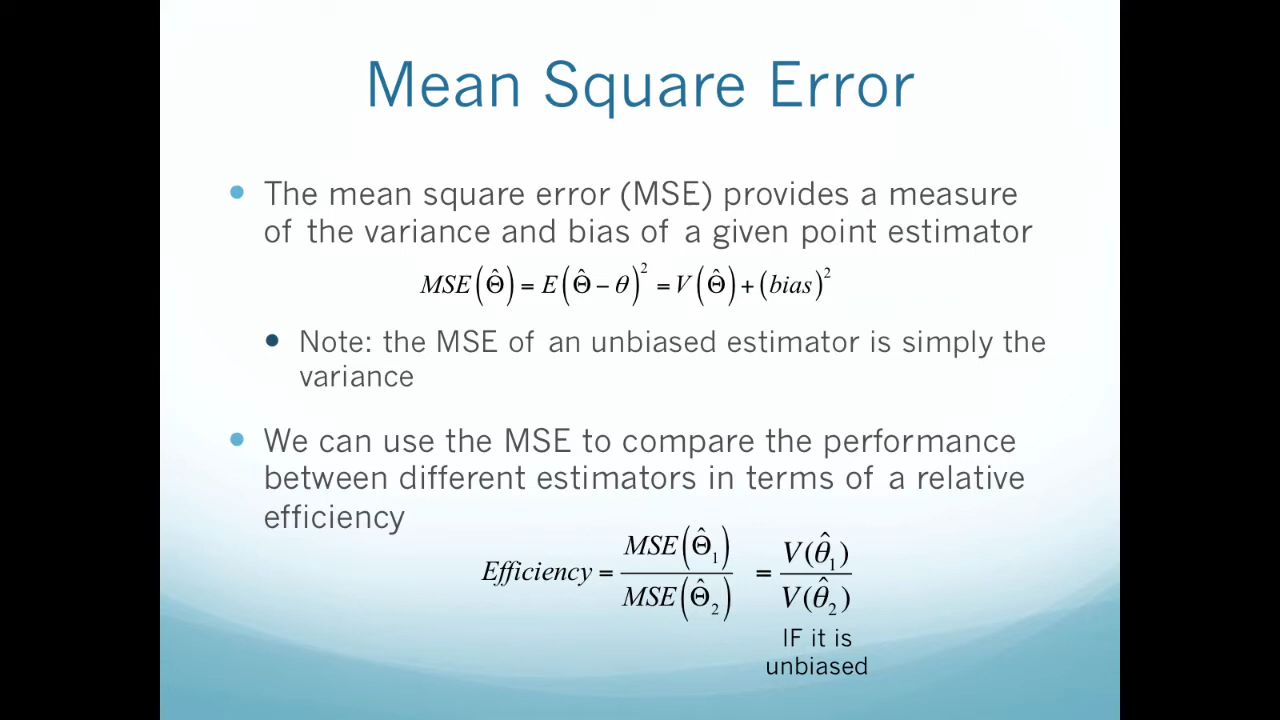 Mean Square Error
• The mean square error (MSE) provides a measure
of the variance and bias of a given point estimator
MSE(Θ̂) = E(Θ̂ − θ)² = V(Θ̂) + (bias)²
• Note: the MSE of an unbiased estimator is simply the
variance
• We can use the MSE to compare the performance
between different estimators in terms of a relative
efficiency
Efficiency = MSE(Θ̂₁) / MSE(Θ̂₂) = V(θ̂₁) / V(θ̂₂)
IF it is
unbiased